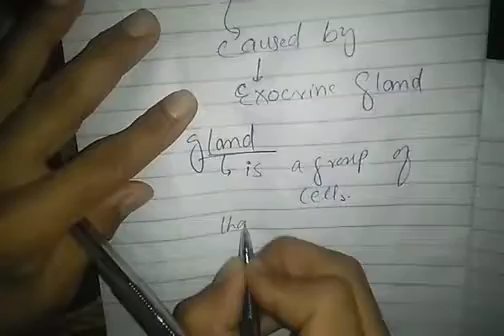 Caused by
Exocrine gland
gland
is a group of
cells.
tha